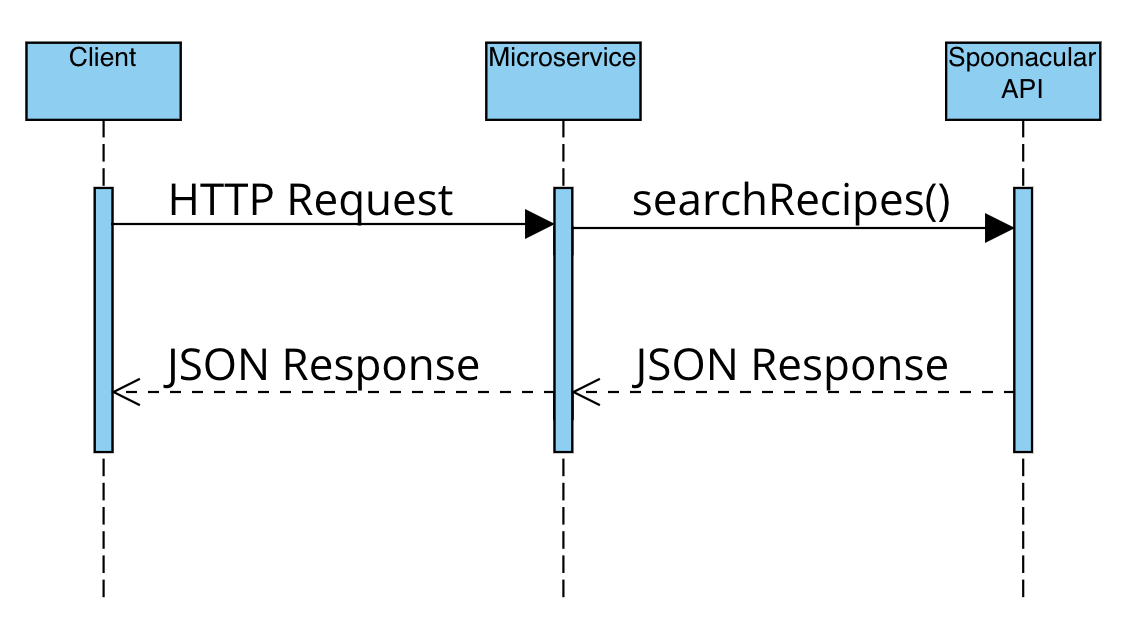 Client
Microservice
Spoonacular
API
HTTP Request
searchRecipes()
JSON Response
JSON Response